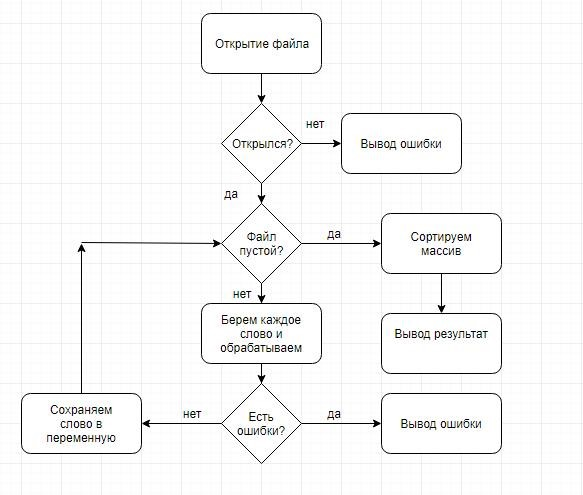 Открытие файла
Открылся?
нет
Вывод ошибки
да
Файл
пустой?
да
Сортируем
массив
нет
Берем каждое
слово и
обрабатываем
Вывод результат
Сохраняем
слово в
переменную
нет
Есть
ошибки?
да
Вывод ошибки